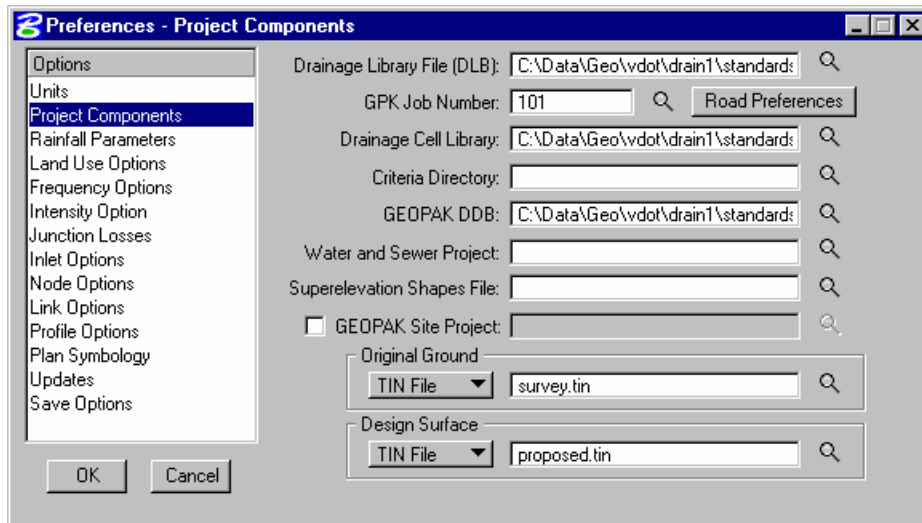 Preferences - Project Components
Options
Units
Project Components
Rainfall Parameters
Land Use Options
Frequency Options
Intensity Option
Junction Losses
Inlet Options
Node Options
Link Options
Profile Options
Plan Symbology
Updates
Save Options
OK Cancel
Drainage Library File (DLB): C:\Data\Geo\vdot\drain1\standards
GPK Job Number: 101 Road Preferences
Drainage Cell Library: C:\Data\Geo\vdot\drain1\standards
Criteria Directory:
GEOPAK DDB: C:\Data\Geo\vdot\drain1\standards
Water and Sewer Project:
Superelevation Shapes File:
GEOPAK Site Project:
Original Ground
TIN File survey.tin
Design Surface
TIN File proposed.tin